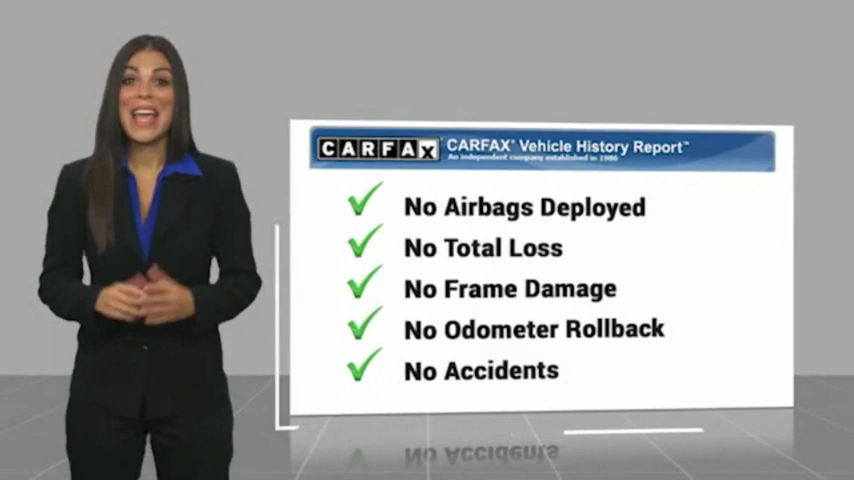 CARFAX CARFAX® Vehicle History Report™
An independent company established in 1986
No Airbags Deployed
No Total Loss
No Frame Damage
No Odometer Rollback
No Accidents
No Accidents